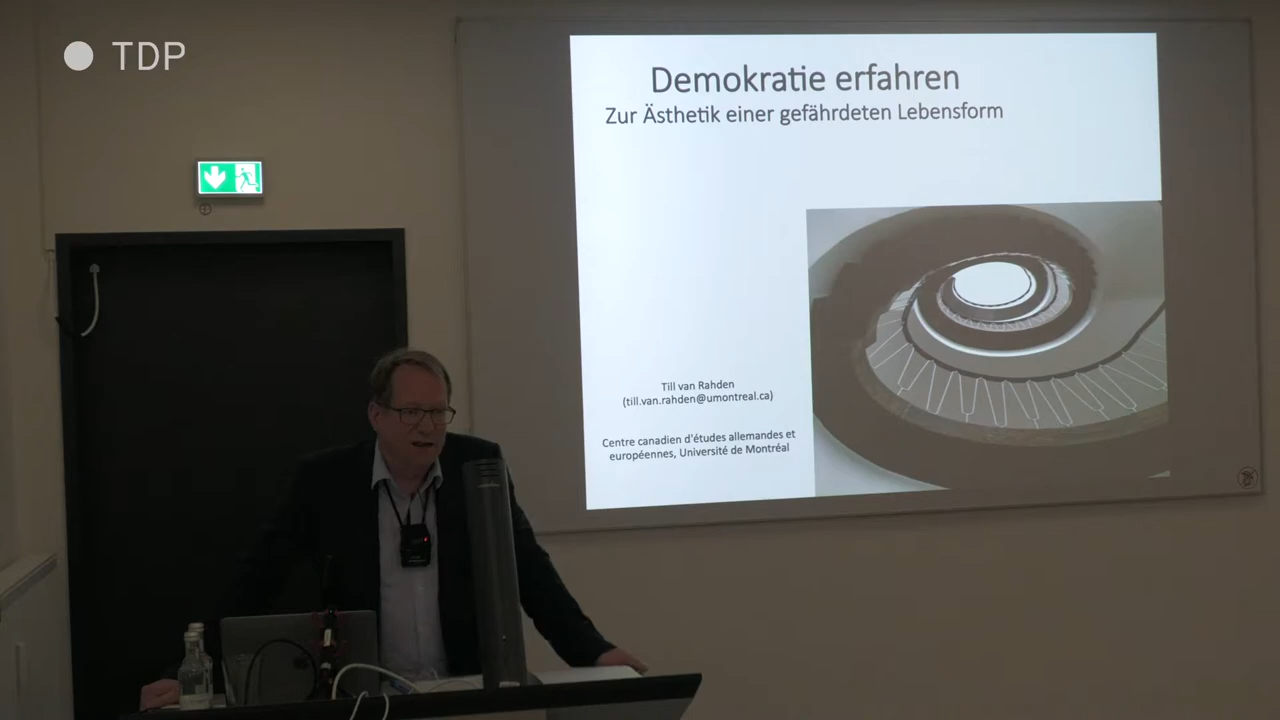 TDP
Demokratie erfahren
Zur Ästhetik einer gefährdeten Lebensform
Till van Rahden
(till.van.rahden@umontreal.ca)
Centre canadien d'études allemandes et
européennes, Université de Montréal